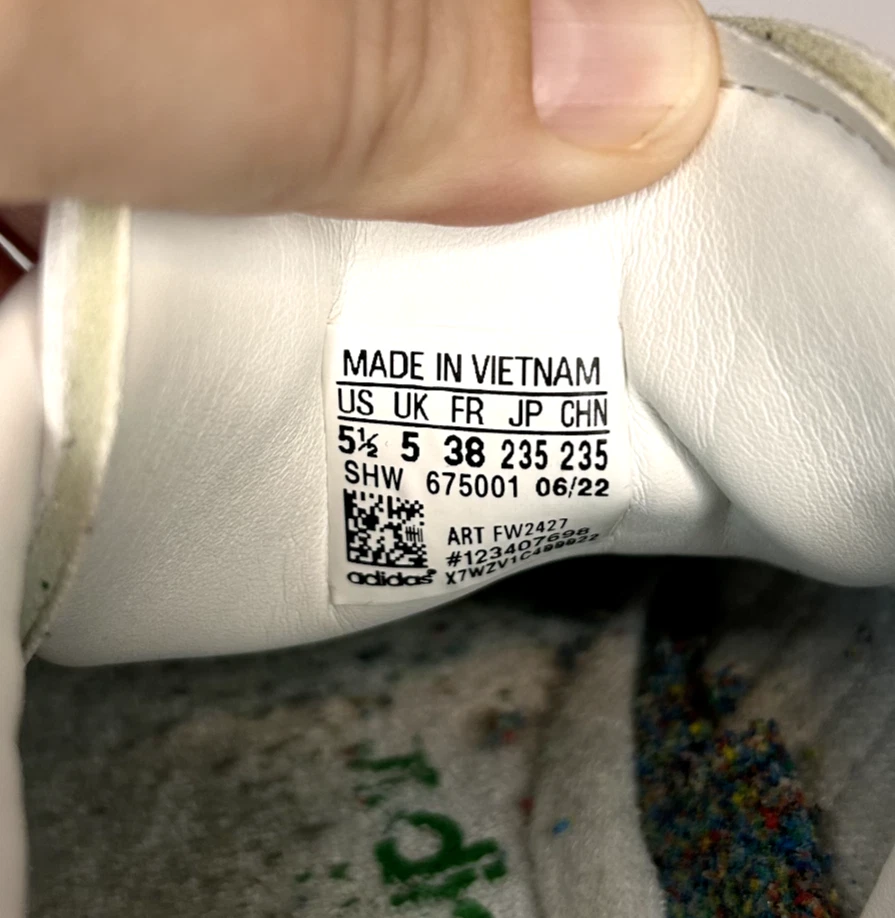 MADE IN VIETNAM
US UK FR JP CHN
5½ 5 38 235 235
SHW 675001 06/22
ART FW2427
#123407698
X7WZV1C499922
adidas